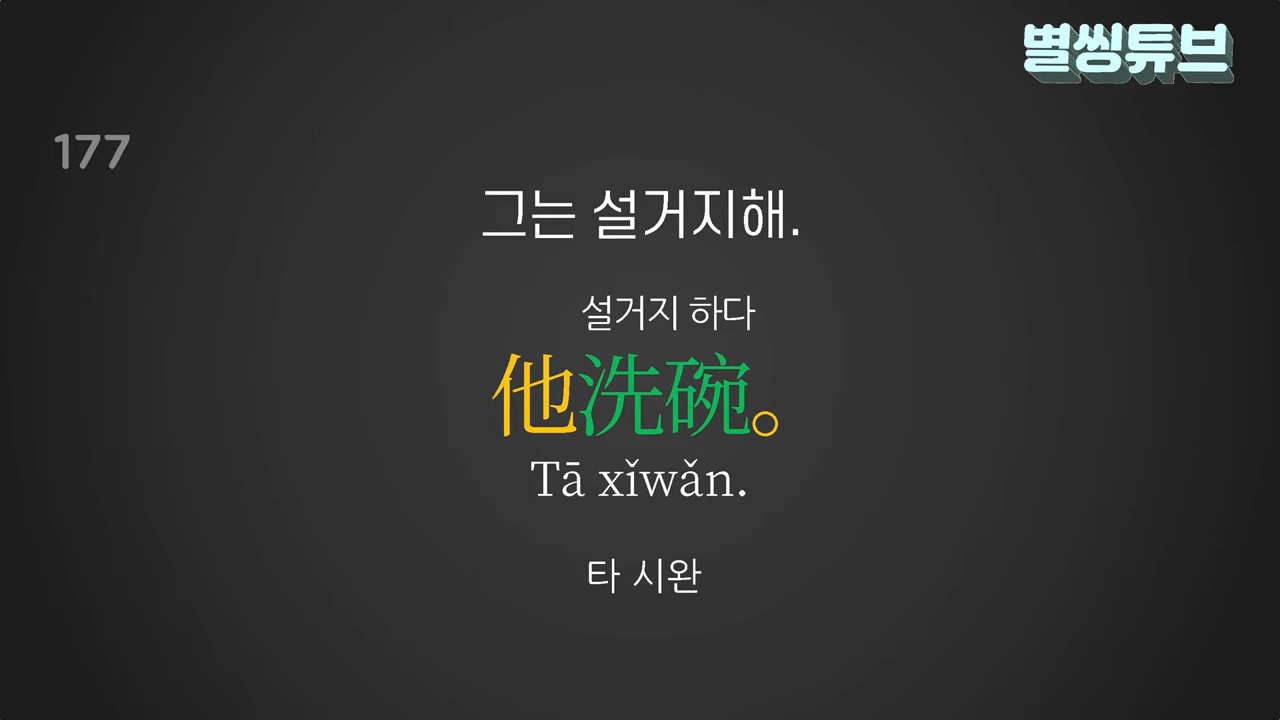 별씽튜브
177
그는 설거지해.
설거지 하다
他洗碗。
Tā xǐwǎn.
타 시완